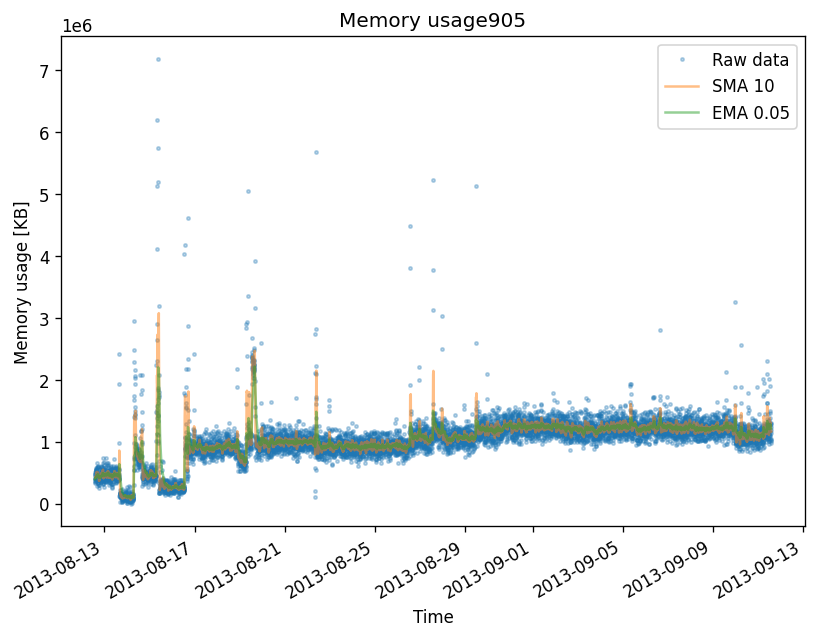 Memory usage905
1e6
Raw data
SMA 10
EMA 0.05
7
6
5
4
3
2
1
0
Memory usage [KB]
2013-08-13
2013-08-17
2013-08-21
2013-08-25
2013-08-29
2013-09-01
2013-09-05
2013-09-09
2013-09-13
Time